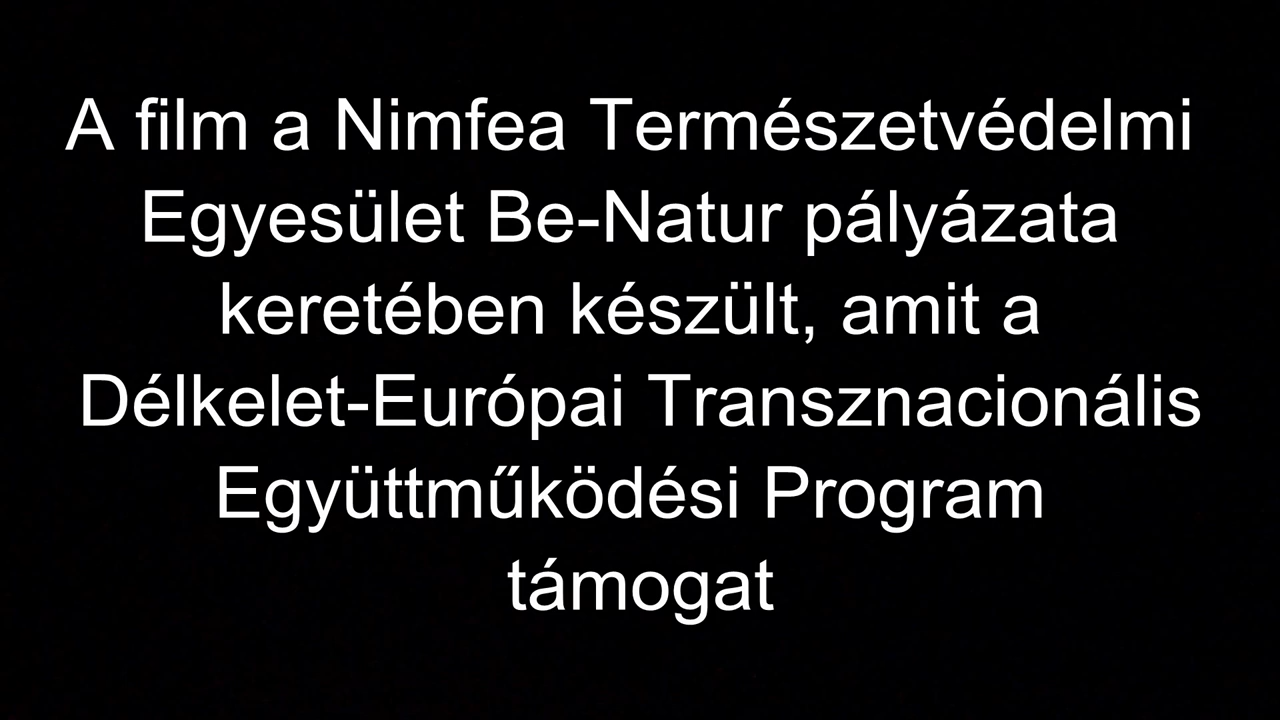 A film a Nimfea Természetvédelmi
Egyesület Be-Natur pályázata
keretében készült, amit a
Délkelet-Európai Transznacionális
Együttműködési Program
támogat